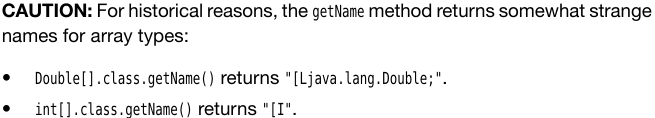 CAUTION: For historical reasons, the getName method returns somewhat strange
names for array types:
• Double[].class.getName() returns "[Ljava.lang.Double;".
• int[].class.getName() returns "[I".